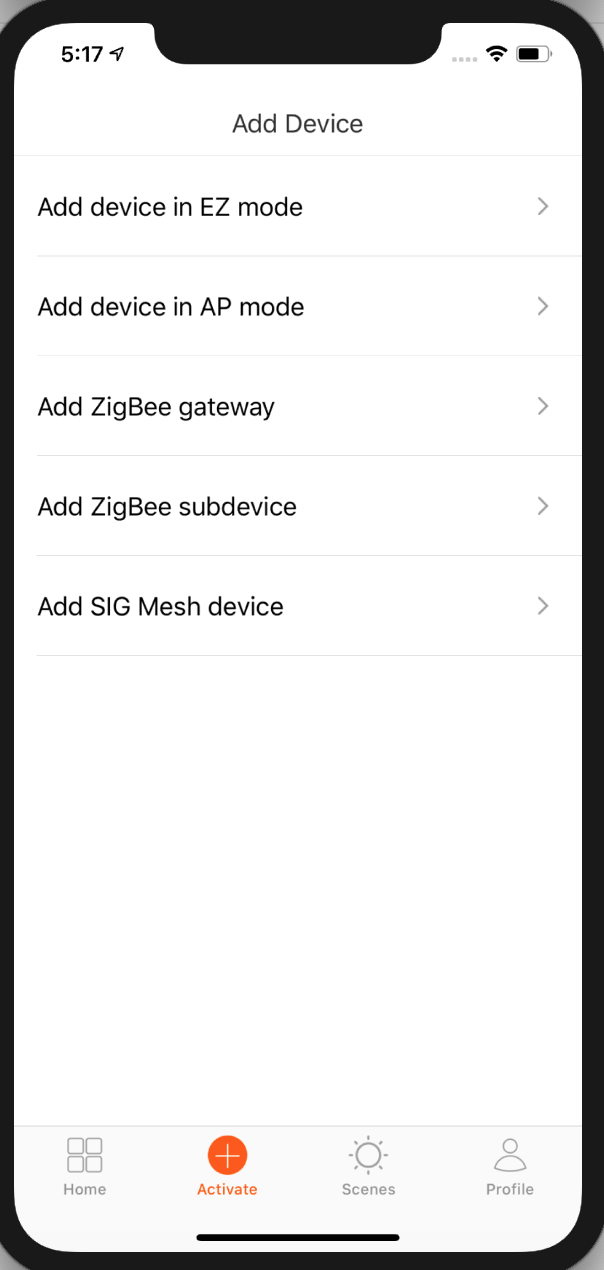 5:17
Add Device
Add device in EZ mode
Add device in AP mode
Add ZigBee gateway
Add ZigBee subdevice
Add SIG Mesh device
Home
Activate
Scenes
Profile